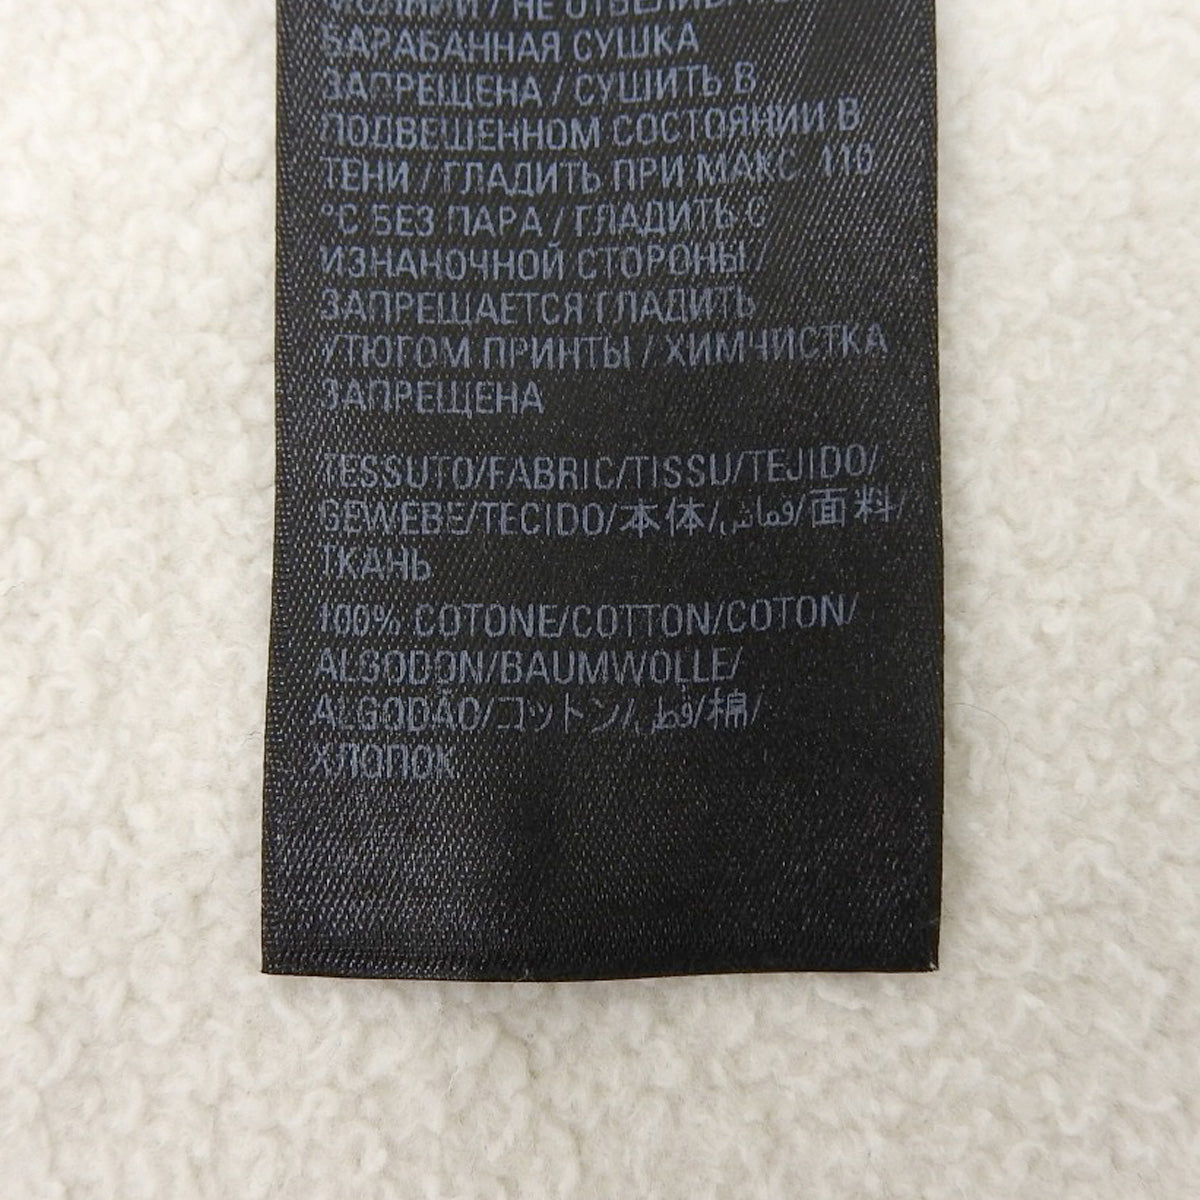 / НЕ ОТБЕЛИВАТЬ
БАРАБАННАЯ СУШКА
ЗАПРЕЩЕНА / СУШИТЬ В
ПОДВЕШЕННОМ СОСТОЯНИИ В
ТЕНИ / ГЛАДИТЬ ПРИ МАКС. 110
°C БЕЗ ПАРА / ГЛАДИТЬ С
ИЗНАНОЧНОЙ СТОРОНЫ /
ЗАПРЕЩАЕТСЯ ГЛАДИТЬ
УТЮГОМ ПРИНТЫ / ХИМЧИСТКА
ЗАПРЕЩЕНА
TESSUTO/FABRIC/TISSU/TEJIDO/
GEWEBE/TECIDO/本体/قماش/面料/
ТКАНЬ
100% COTONE/COTTON/COTON/
ALGODON/BAUMWOLLE/
ALGODÃO/コットン/قطن/棉/
ХЛОПОК